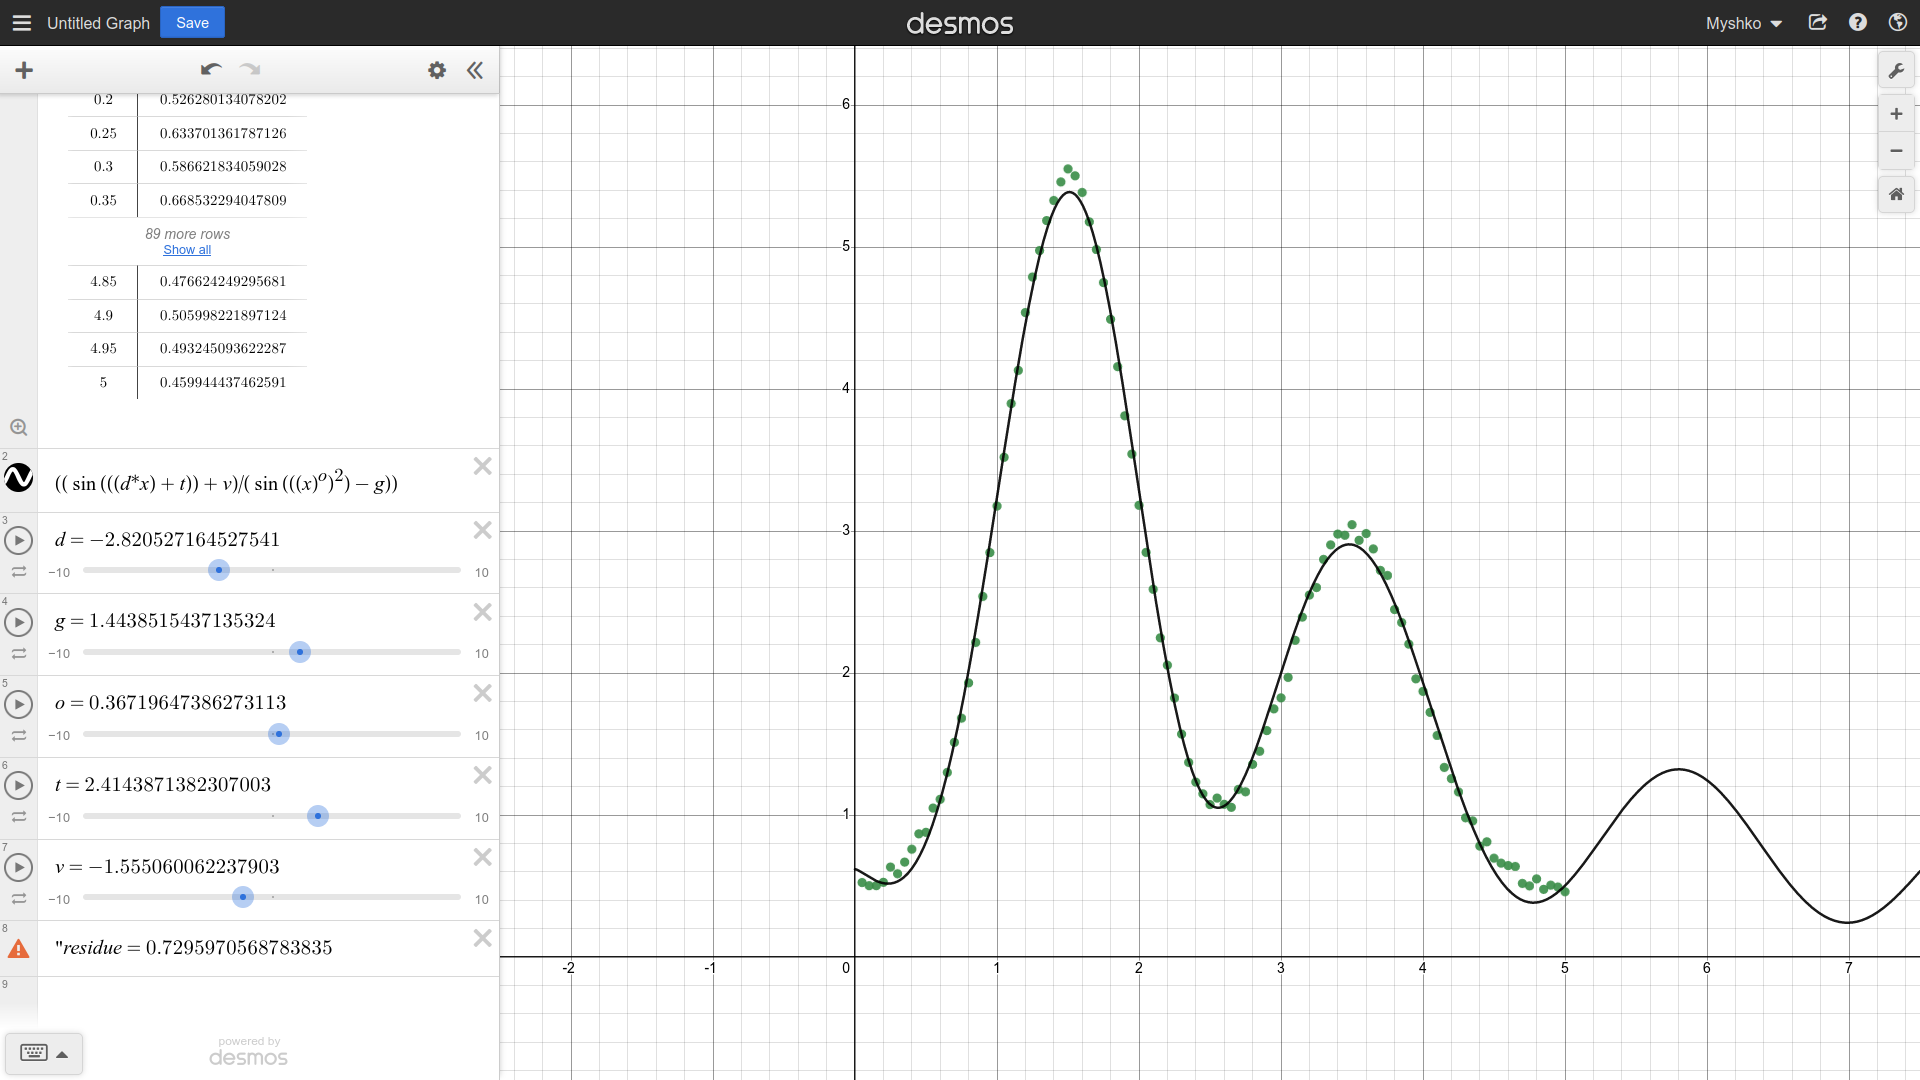 Untitled Graph Save desmos Myshko
0.2 0.526280134078202
0.25 0.633701361787126
0.3 0.586621834059028
0.35 0.668532294047809
89 more rows
Show all
4.85 0.476624249295681
4.9 0.505998221897124
4.95 0.493245093622287
5 0.459944437462591
2
((sin(((d*x)+t))+v)/(sin(((x)^o)^2)−g))
3
d = −2.820527164527541
−10 10
4
g = 1.4438515437135324
−10 10
5
o = 0.36719647386273113
−10 10
6
t = 2.4143871382307003
−10 10
7
v = −1.555060062237903
−10 10
8
"residue = 0.7295970568783835
9
powered by
desmos
6
5
4
3
2
1
-2 -1 0 1 2 3 4 5 6 7